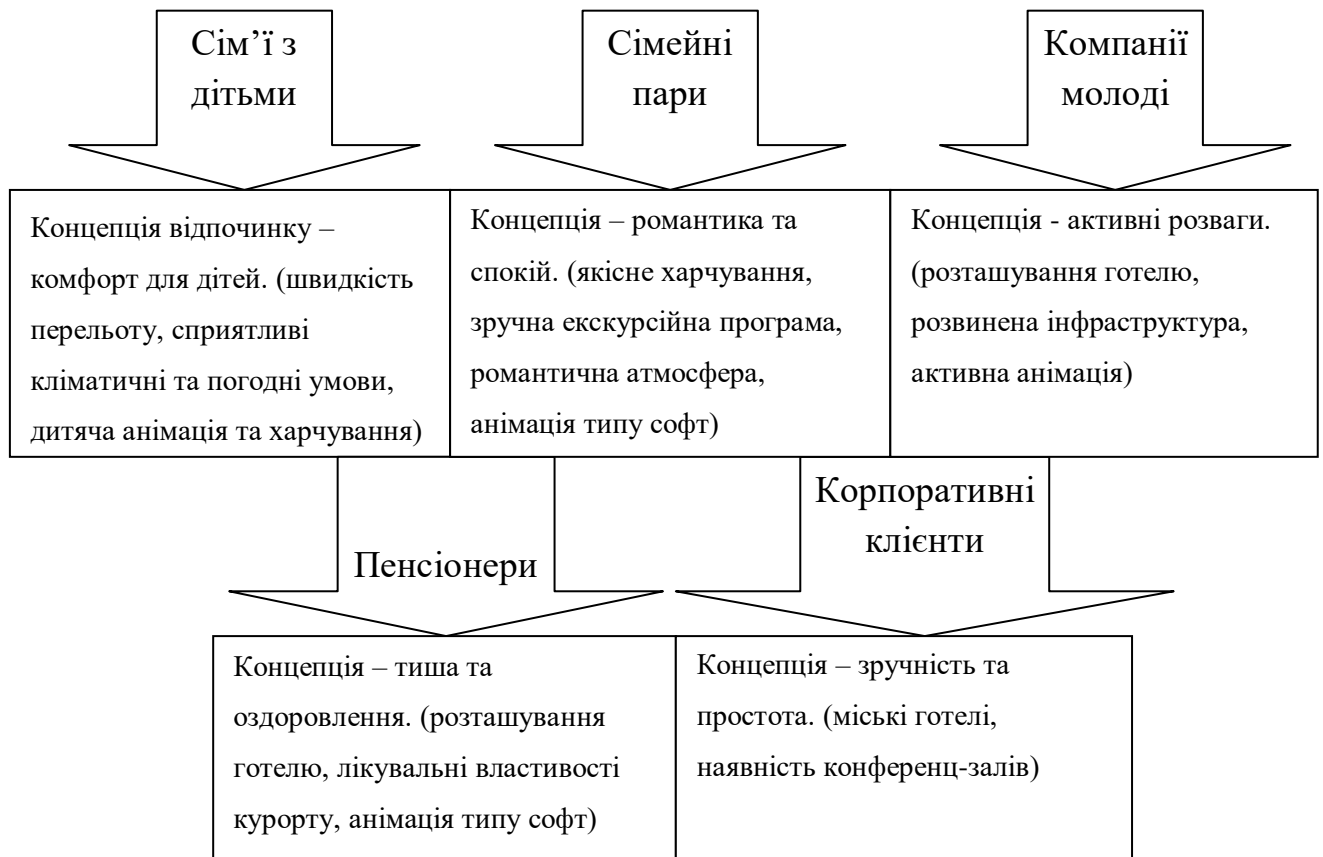 Сім’ї з
дітьми
Сімейні
пари
Компанії
молоді
Концепція відпочинку –
комфорт для дітей. (швидкість
перельоту, сприятливі
кліматичні та погодні умови,
дитяча анімація та харчування)
Концепція – романтика та
спокій. (якісне харчування,
зручна екскурсійна програма,
романтична атмосфера,
анімація типу софт)
Концепція - активні розваги.
(розташування готелю,
розвинена інфраструктура,
активна анімація)
Пенсіонери
Корпоративні
клієнти
Концепція – тиша та
оздоровлення. (розташування
готелю, лікувальні властивості
курорту, анімація типу софт)
Концепція – зручність та
простота. (міські готелі,
наявність конференц-залів)